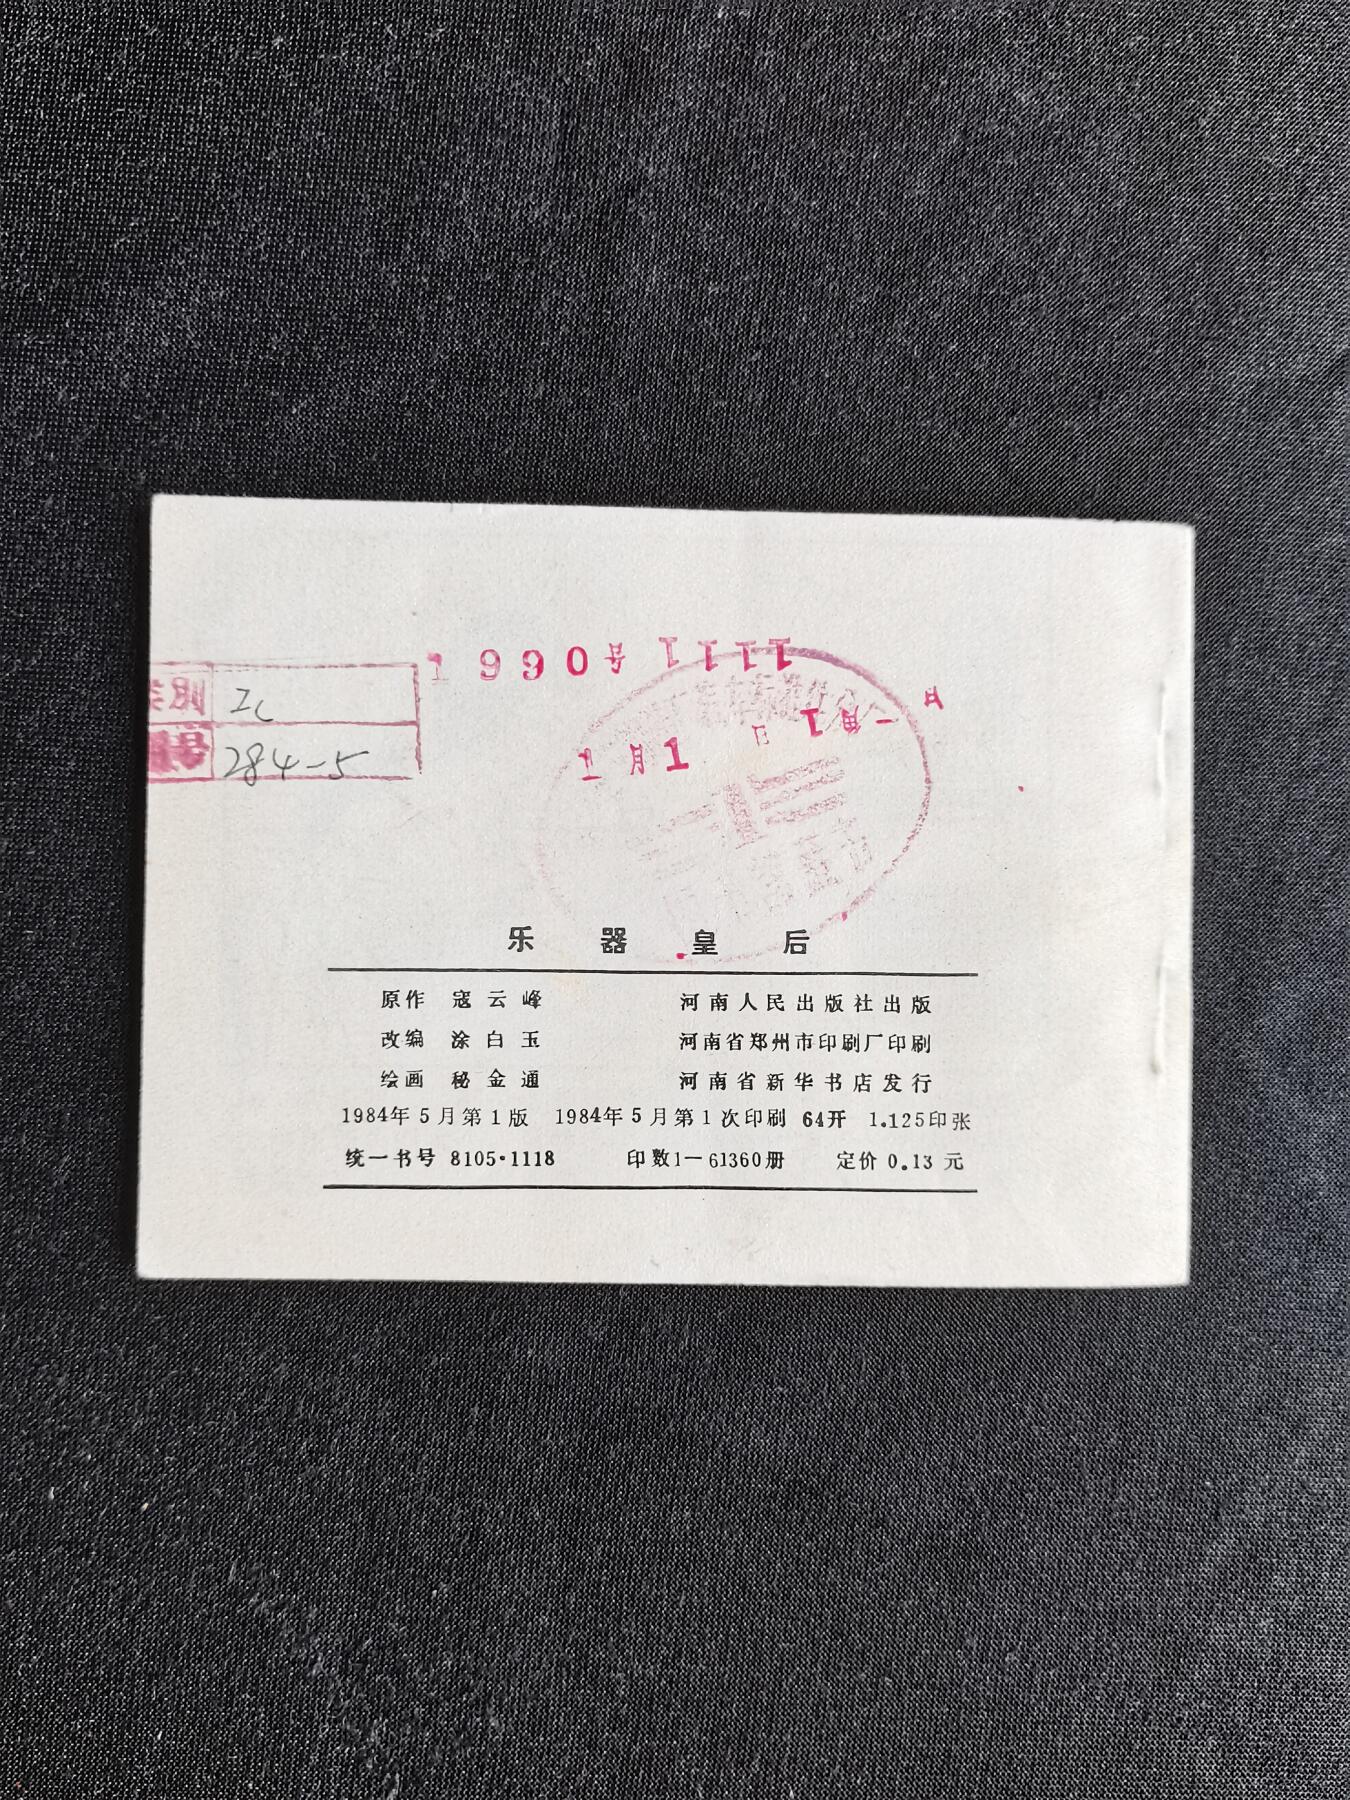 1990
1111
类别
284-5
1月1日
乐器皇后
原作 寇云峰 河南人民出版社出版
改编 涂白玉 河南省郑州市印刷厂印刷
绘画 秘金通 河南省新华书店发行
1984年5月第1版 1984年5月第1次印刷 64开 1.125印张
统一书号 8105·1118 印数1—61360册 定价 0.13 元